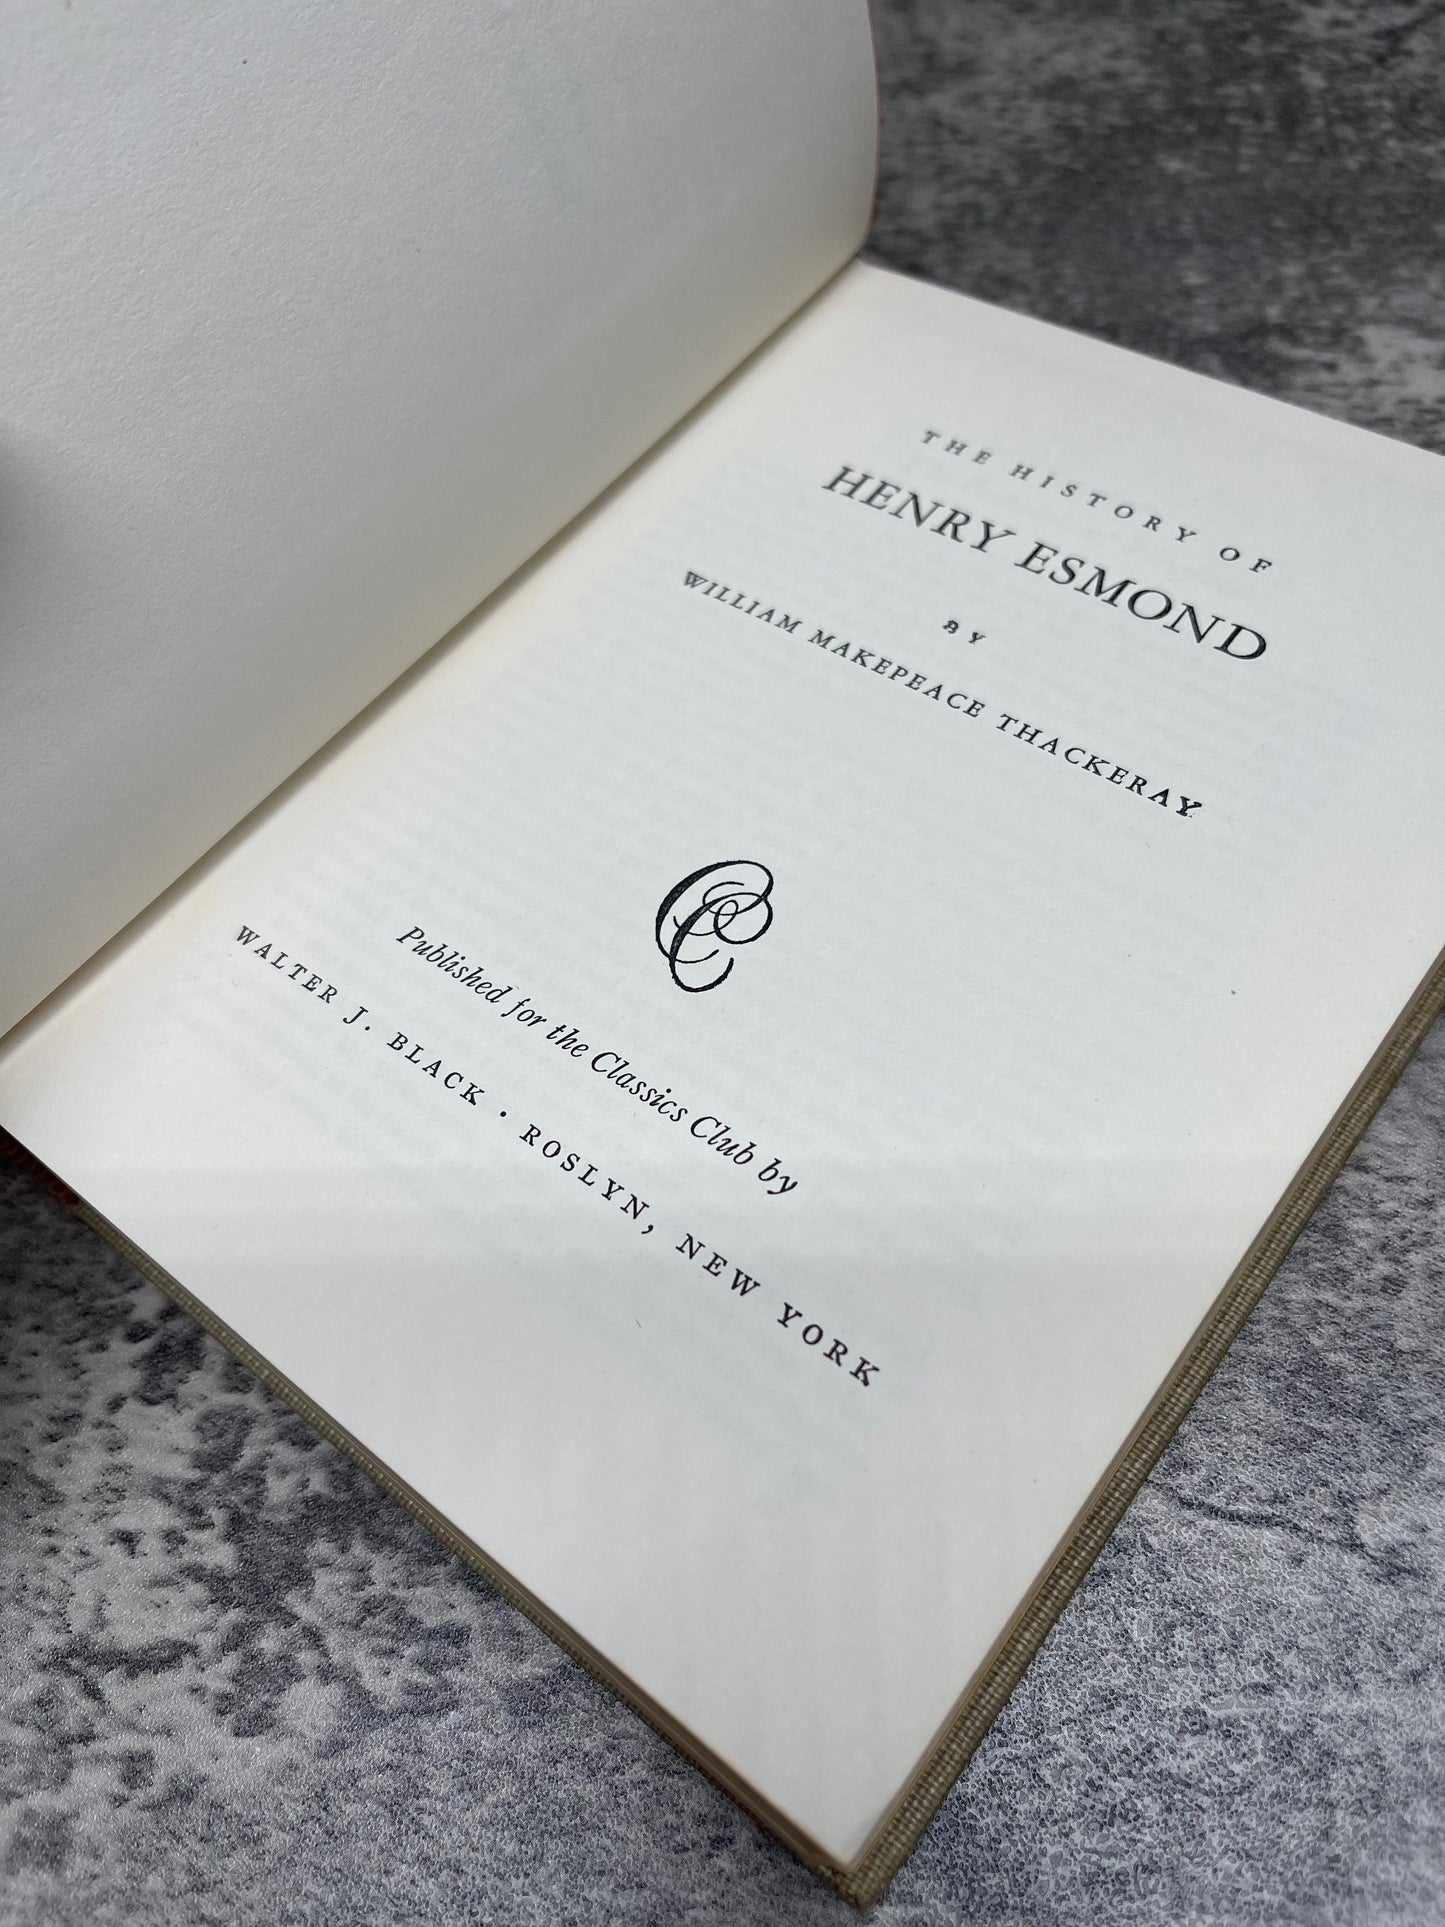 THE HISTORY OF
HENRY ESMOND
BY
WILLIAM MAKEPEACE THACKERAY
CC
Published for the Classics Club by
WALTER J. BLACK · ROSLYN, NEW YORK